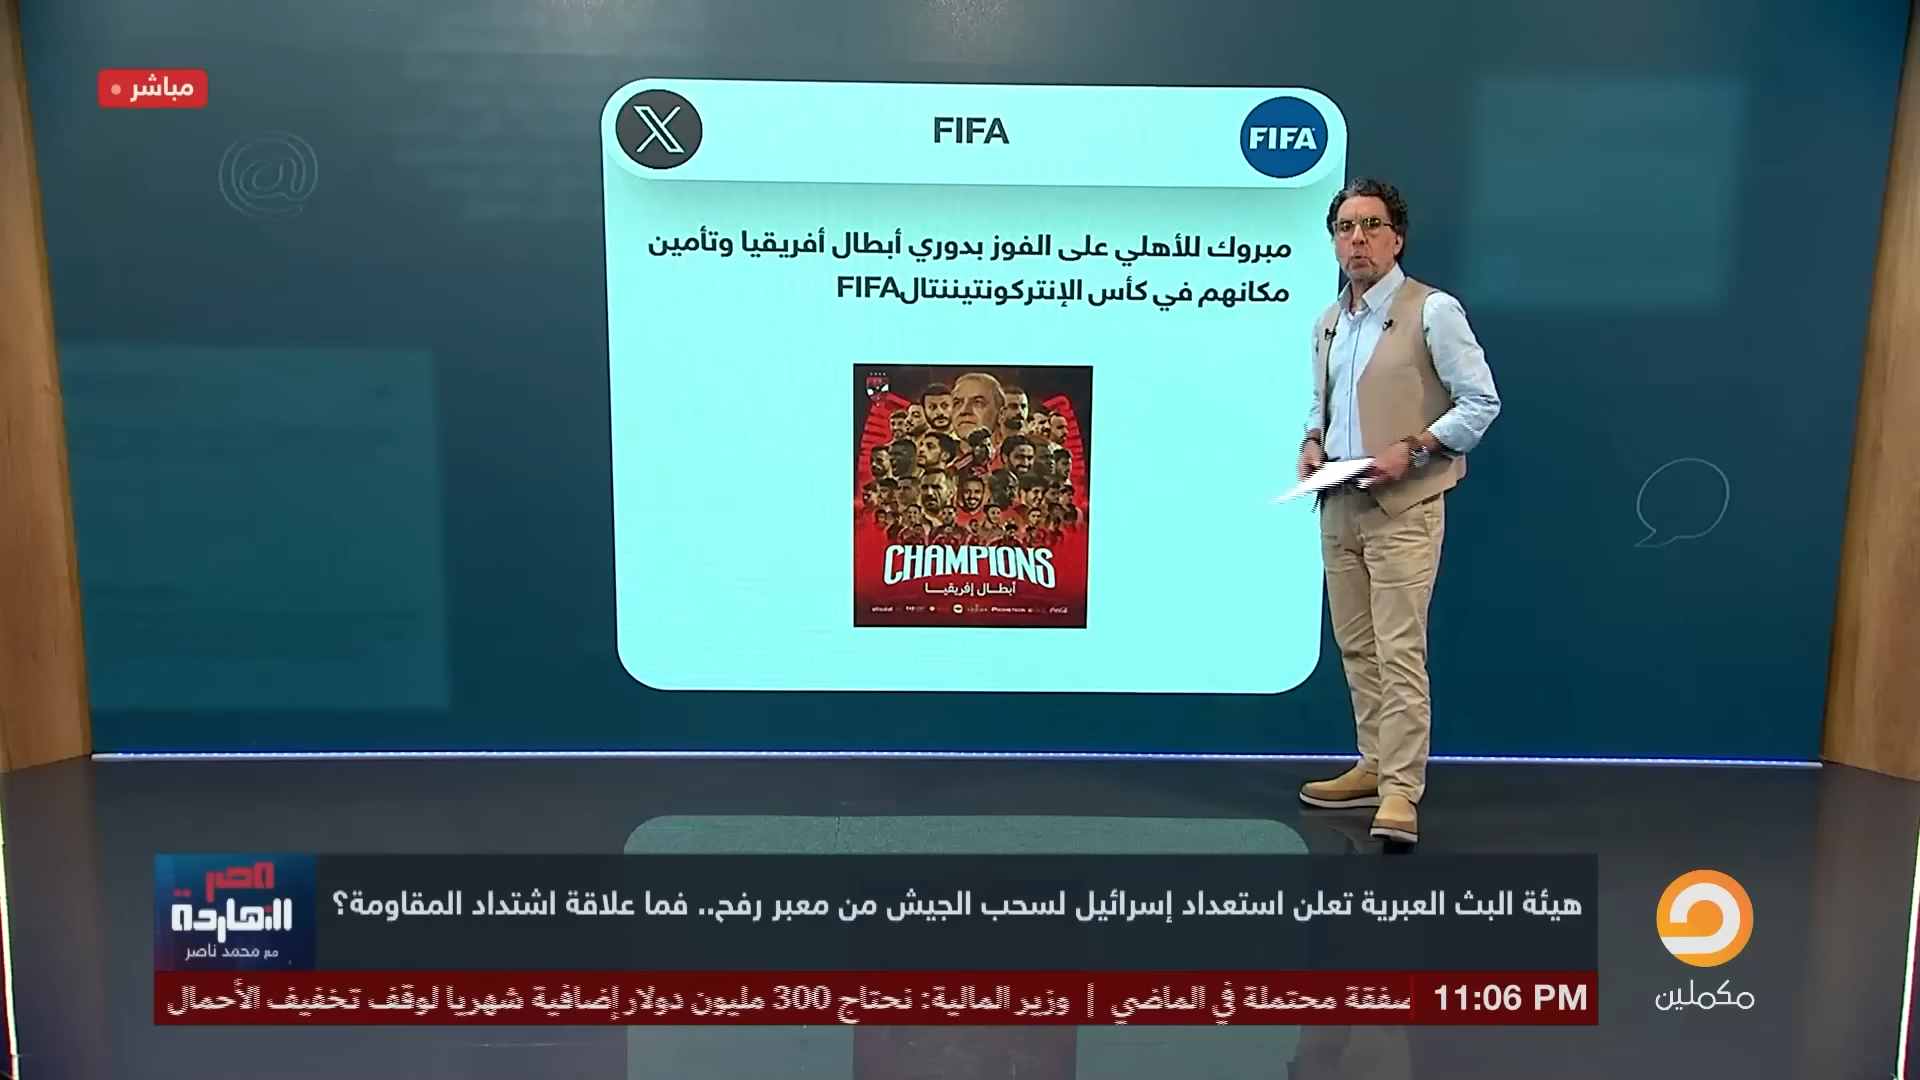 مباشر
FIFA
FIFA
مبروك للأهلي على الفوز بدوري أبطال أفريقيا وتأمين
مكانهم في كأس الإنتركونتيننتالFIFA
CHAMPIONS
أبطـال إفريقيـا
هيئة البث العبرية تعلن استعداد إسرائيل لسحب الجيش من معبر رفح.. فما علاقة اشتداد المقاومة؟
مصر
النهاردة
مع محمد ناصر
11:06 PM
صفقة محتملة في الماضي | وزير المالية: نحتاج 300 مليون دولار إضافية شهريا لوقف تخفيف الأحمال
مكملين